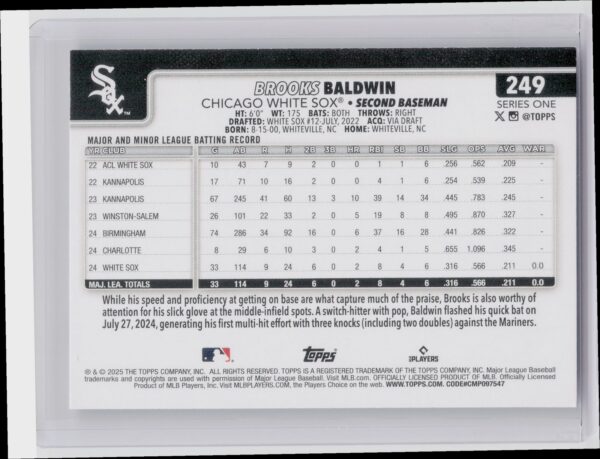 Sox
BROOKS BALDWIN
249
CHICAGO WHITE SOX® • SECOND BASEMAN
SERIES ONE
HT: 6'0" WT: 175 BATS: BOTH THROWS: RIGHT
@TOPPS
DRAFTED: WHITE SOX #12-JULY, 2022 ACQ: VIA DRAFT
BORN: 8-15-00, WHITEVILLE, NC HOME: WHITEVILLE, NC
MAJOR AND MINOR LEAGUE BATTING RECORD
YR CLUB G AB R H 2B 3B HR RBI SB BB SLG OPS AVG WAR
22 ACL WHITE SOX 10 43 7 9 2 0 0 1 1 6 .256 .562 .209 -
22 KANNAPOLIS 17 71 10 16 2 0 0 4 1 6 .254 .539 .225 -
23 KANNAPOLIS 67 245 41 60 13 3 10 39 14 34 .445 .783 .245 -
23 WINSTON-SALEM 26 101 22 33 2 0 5 19 8 8 .495 .870 .327 -
24 BIRMINGHAM 74 286 34 92 16 0 6 37 16 28 .441 .826 .322 -
24 CHARLOTTE 8 29 6 10 3 0 2 4 1 5 .655 1.096 .345 -
24 WHITE SOX 33 114 9 24 6 0 2 8 4 6 .316 .566 .211 0.0
MAJ. LEA. TOTALS 33 114 9 24 6 0 2 8 4 6 .316 .566 .211 0.0
While his speed and proficiency at getting on base are what capture much of the praise, Brooks is also worthy of
attention for his slick glove at the middle-infield spots. A switch-hitter with pop, Baldwin flashed his quick bat on
July 27, 2024, generating his first multi-hit effort with three knocks (including two doubles) against the Mariners.
Topps
PLAYERS
® & © 2025 THE TOPPS COMPANY, INC. ALL RIGHTS RESERVED. TOPPS IS A REGISTERED TRADEMARK OF THE TOPPS COMPANY, INC. Major League Baseball
trademarks and copyrights are used with permission of Major League Baseball. Visit MLB.com. OFFICIALLY LICENSED PRODUCT OF MLB Players, Inc. Officially Licensed
Product of MLB Players, Inc. Visit MLBPLAYERS.com, the Players Choice on the web. WWW.TOPPS.COM. CODE#CMP097547